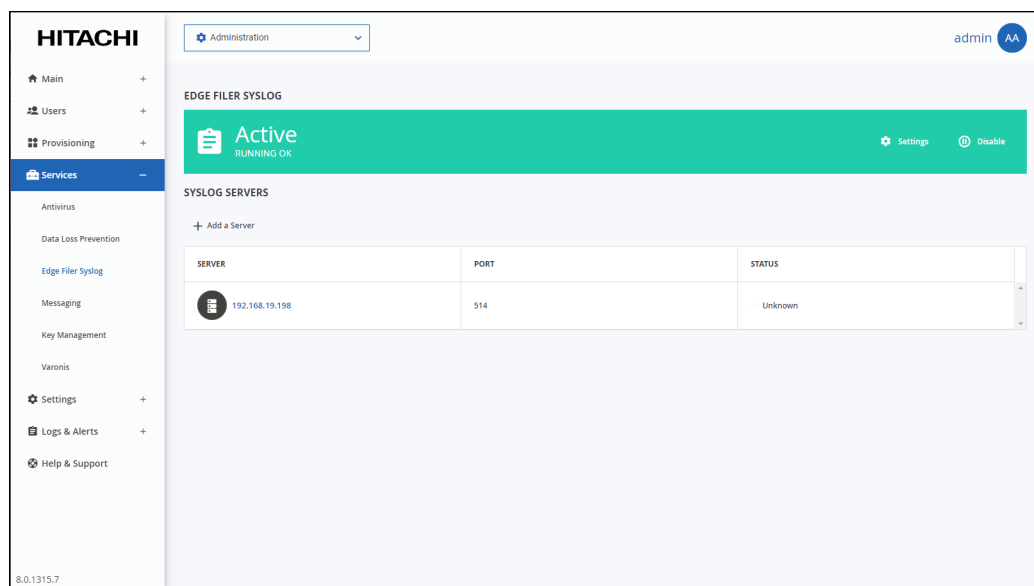 HITACHI
Administration
admin AA
Main
Users
Provisioning
Services
Antivirus
Data Loss Prevention
Edge Filer Syslog
Messaging
Key Management
Varonis
Settings
Logs & Alerts
Help & Support
8.0.1315.7
EDGE FILER SYSLOG
Active
RUNNING OK
Settings Disable
SYSLOG SERVERS
+ Add a Server
SERVER PORT STATUS
192.168.19.198 514 Unknown